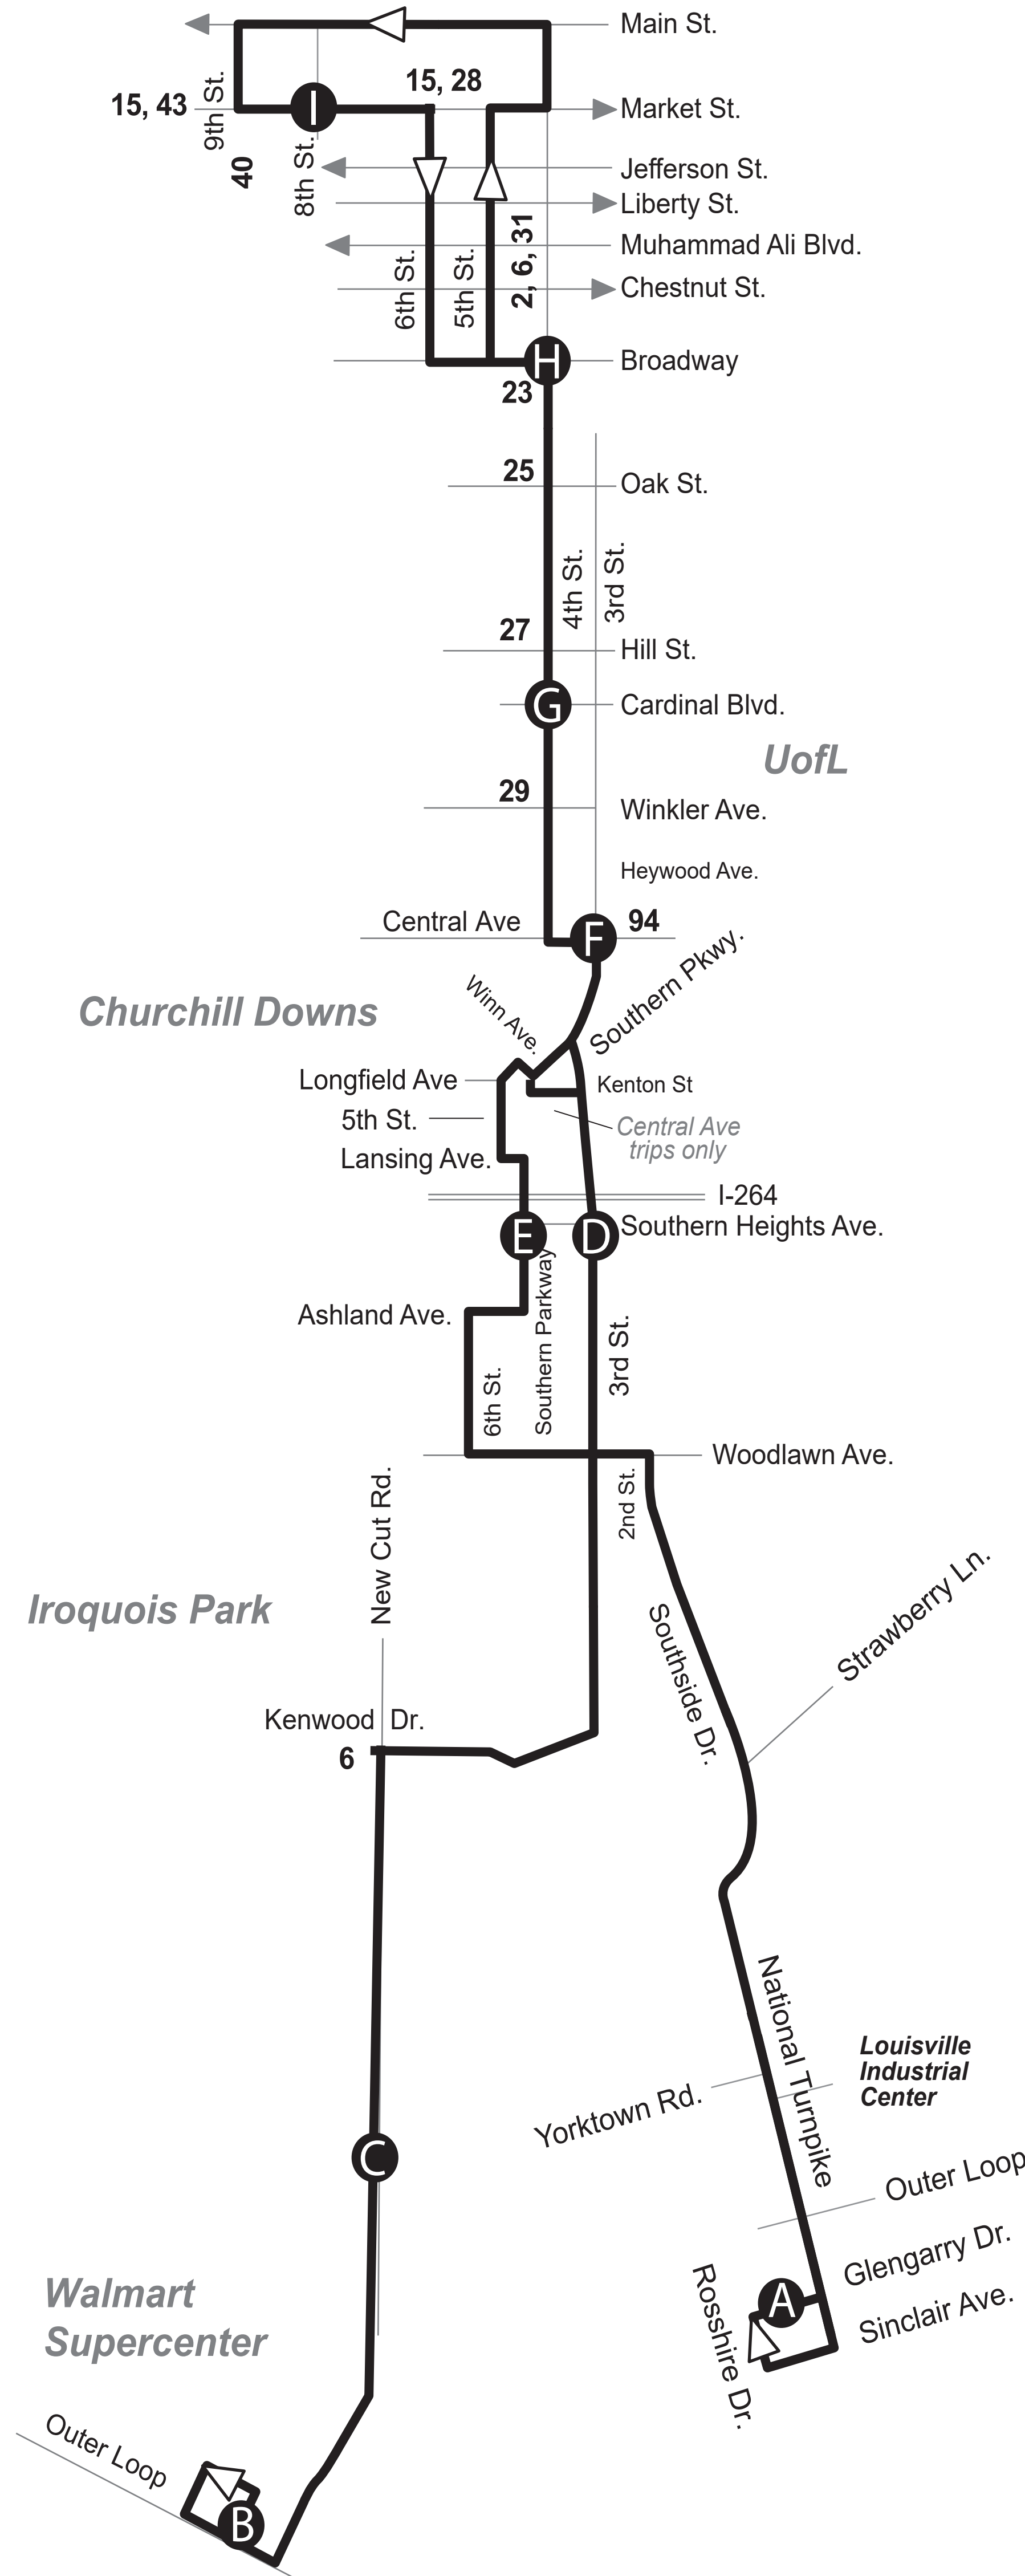 Main St.
15, 28
15, 43
9th St.
I
Market St.
40
8th St.
Jefferson St.
Liberty St.
2, 6, 31
Muhammad Ali Blvd.
6th St.
5th St.
Chestnut St.
H
Broadway
23
25
Oak St.
4th St.
3rd St.
27
Hill St.
G
Cardinal Blvd.
UofL
29
Winkler Ave.
Heywood Ave.
Central Ave
F
94
Southern Pkwy.
Winn Ave.
Churchill Downs
Longfield Ave
Kenton St
5th St.
Central Ave
trips only
Lansing Ave.
I-264
E
D
Southern Heights Ave.
Southern Parkway
Ashland Ave.
3rd St.
6th St.
Woodlawn Ave.
New Cut Rd.
2nd St.
Strawberry Ln.
Iroquois Park
Southside Dr.
Kenwood Dr.
6
National Turnpike
Louisville
Industrial
Center
Yorktown Rd.
C
Outer Loop
Glengarry Dr.
A
Rosshire Dr.
Sinclair Ave.
Walmart
Supercenter
Outer Loop
B